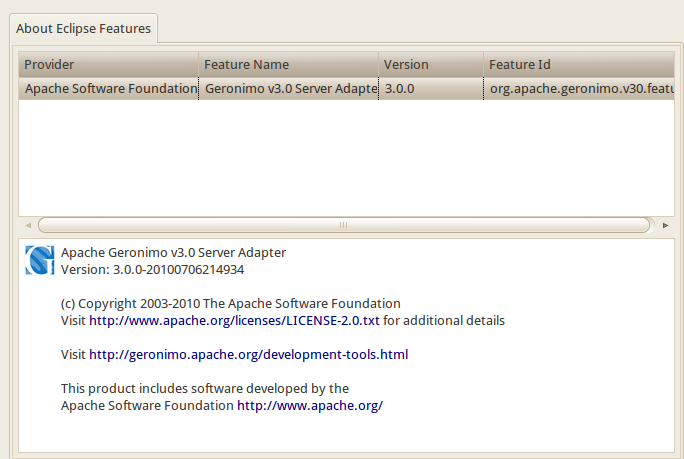 About Eclipse Features
Provider Feature Name Version Feature Id
Apache Software Foundation Geronimo v3.0 Server Adapte 3.0.0 org.apache.geronimo.v30.featu
Apache Geronimo v3.0 Server Adapter
Version: 3.0.0-20100706214934
(c) Copyright 2003-2010 The Apache Software Foundation
Visit http://www.apache.org/licenses/LICENSE-2.0.txt for additional details
Visit http://geronimo.apache.org/development-tools.html
This product includes software developed by the
Apache Software Foundation http://www.apache.org/